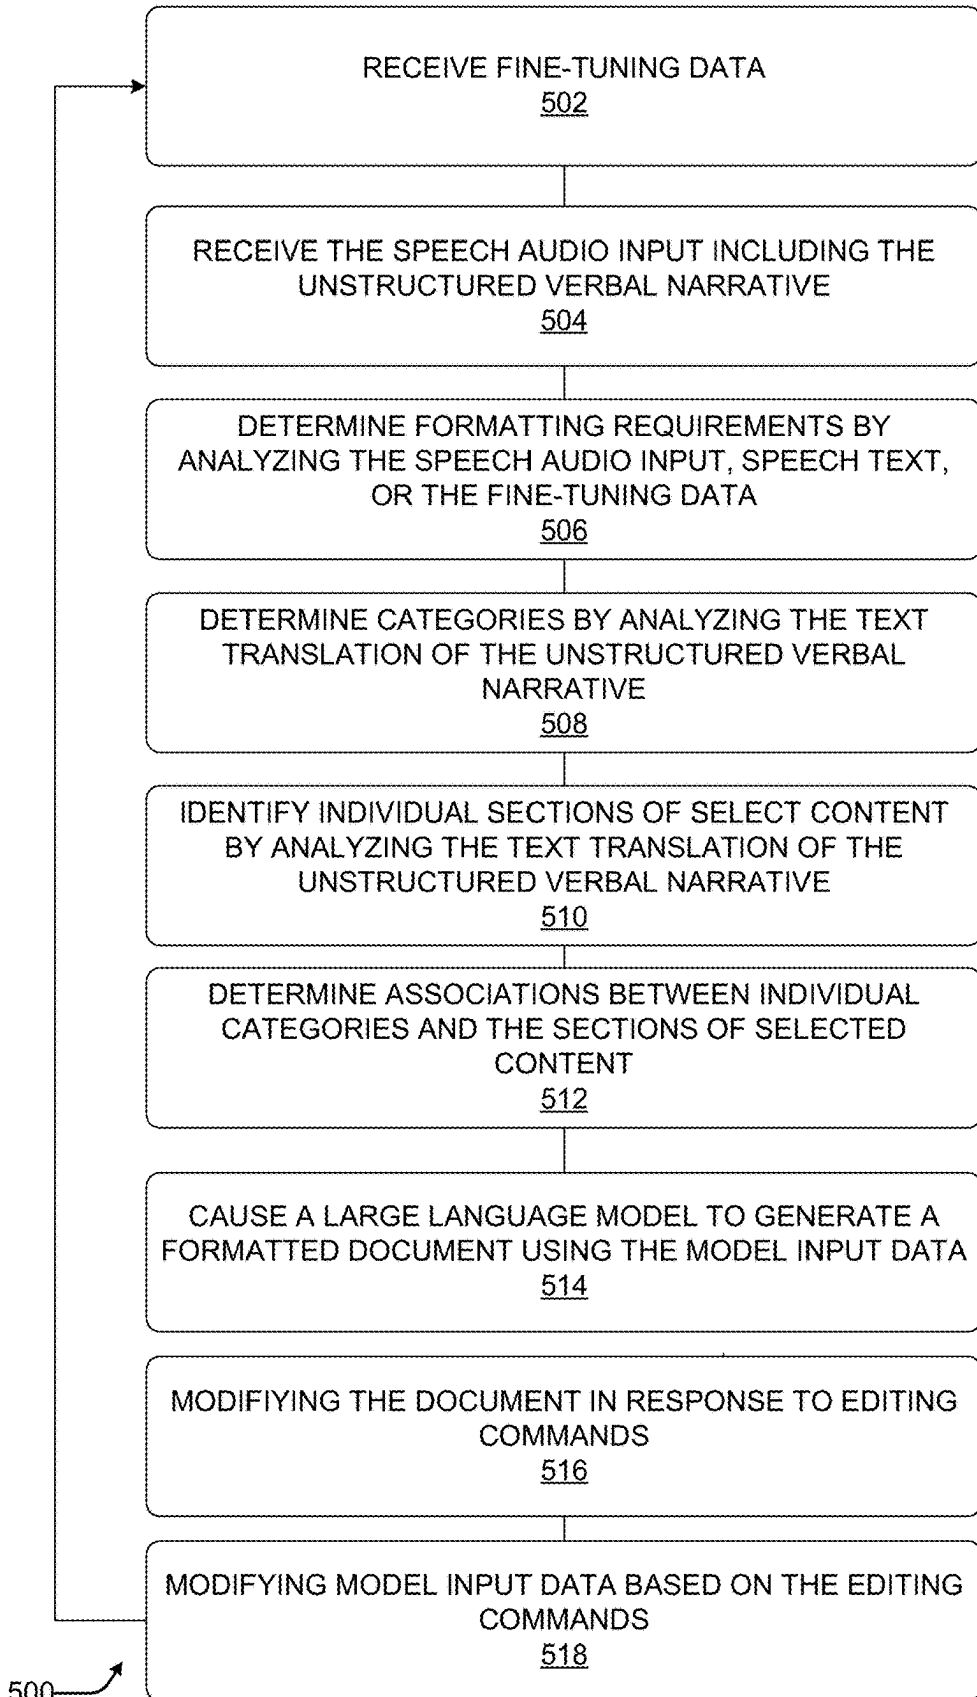 RECEIVE FINE-TUNING DATA
502
RECEIVE THE SPEECH AUDIO INPUT INCLUDING THE
UNSTRUCTURED VERBAL NARRATIVE
504
DETERMINE FORMATTING REQUIREMENTS BY
ANALYZING THE SPEECH AUDIO INPUT, SPEECH TEXT,
OR THE FINE-TUNING DATA
506
DETERMINE CATEGORIES BY ANALYZING THE TEXT
TRANSLATION OF THE UNSTRUCTURED VERBAL
NARRATIVE
508
IDENTIFY INDIVIDUAL SECTIONS OF SELECT CONTENT
BY ANALYZING THE TEXT TRANSLATION OF THE
UNSTRUCTURED VERBAL NARRATIVE
510
DETERMINE ASSOCIATIONS BETWEEN INDIVIDUAL
CATEGORIES AND THE SECTIONS OF SELECTED
CONTENT
512
CAUSE A LARGE LANGUAGE MODEL TO GENERATE A
FORMATTED DOCUMENT USING THE MODEL INPUT DATA
514
MODIFIYING THE DOCUMENT IN RESPONSE TO EDITING
COMMANDS
516
MODIFYING MODEL INPUT DATA BASED ON THE EDITING
COMMANDS
518
500